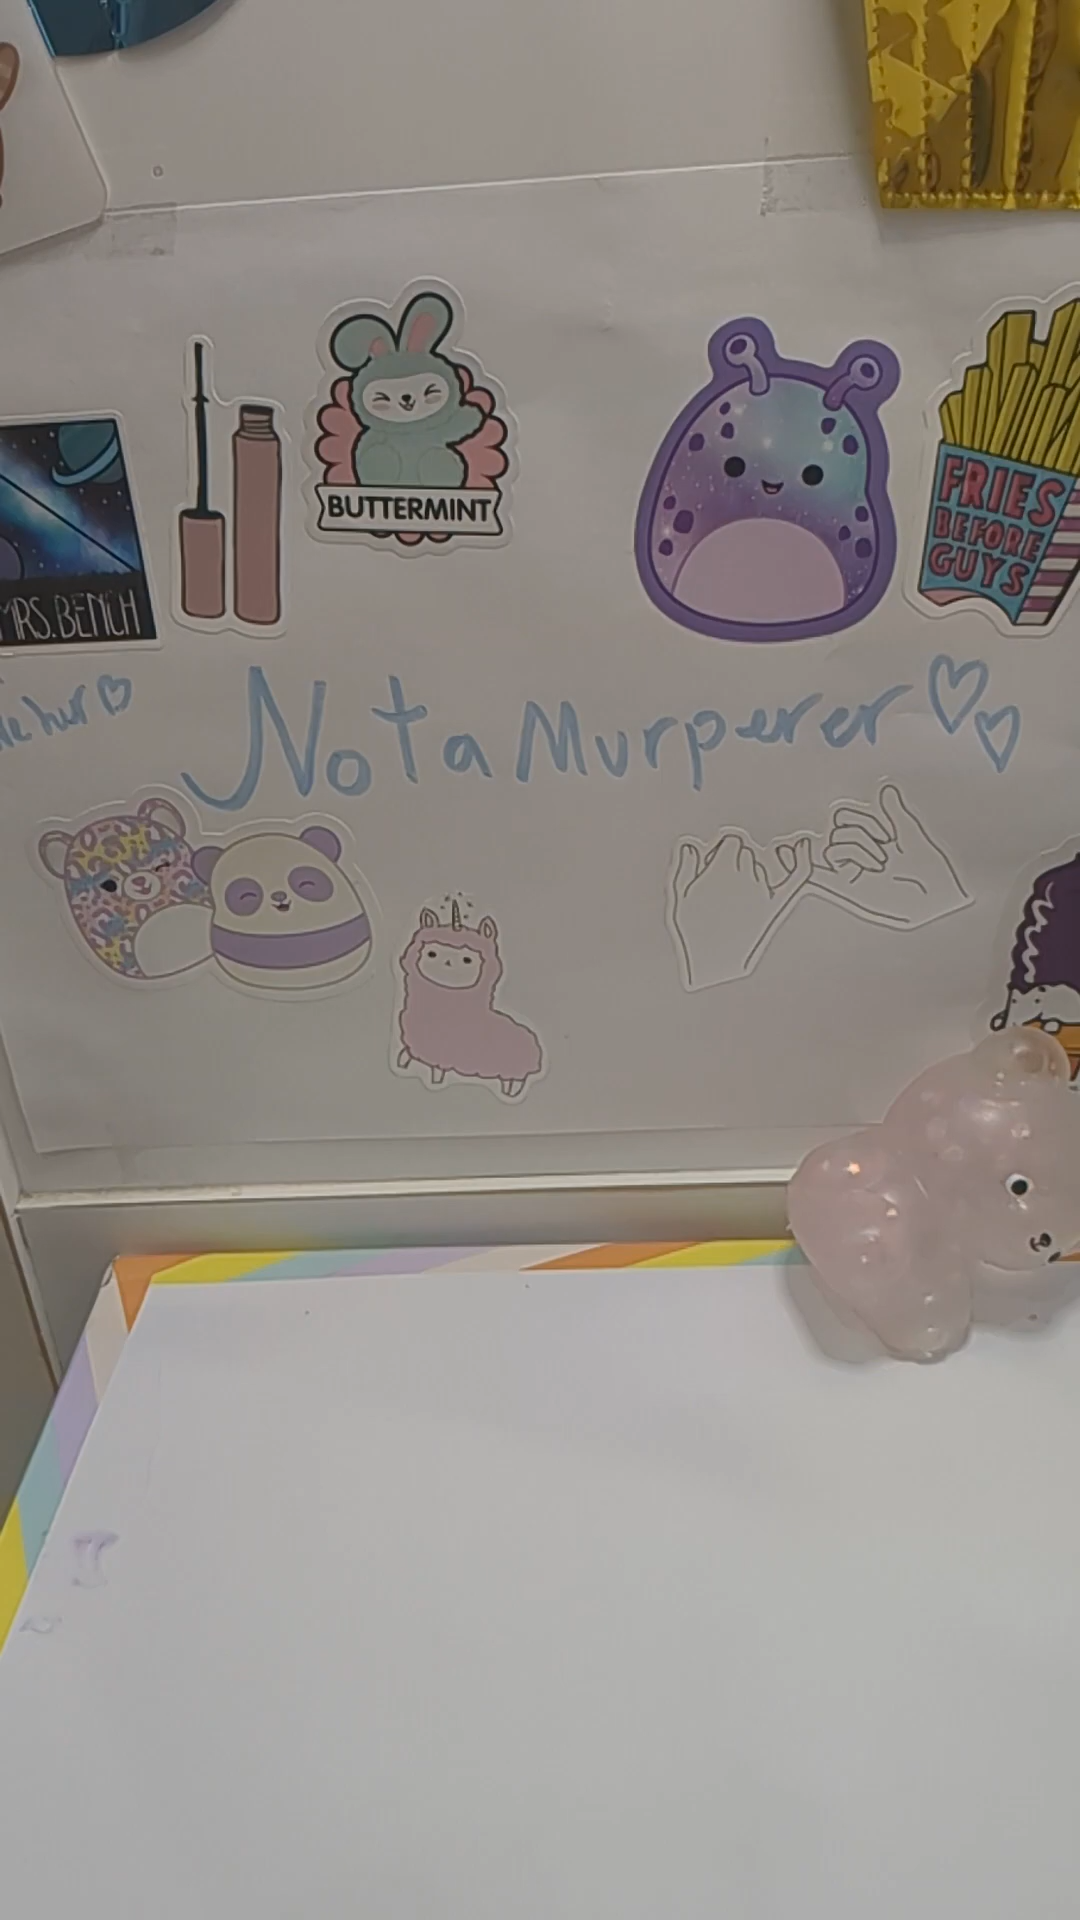 BUTTERMINT
FRIES
BEFORE
GUYS
MRS. BENCH
Not a Murperer